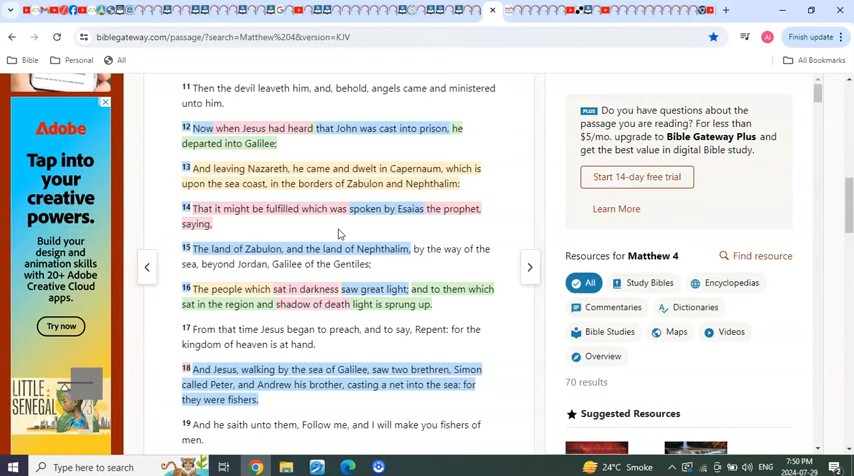 biblegateway.com/passage/?search=Matthew%204&version=KJV
AI
Finish update
Bible
Personal
All
All Bookmarks
Adobe
Tap into
your
creative
powers.
Build your
design and
animation skills
with 20+ Adobe
Creative Cloud
apps.
Try now
LITTLE
SENEGAL
11 Then the devil leaveth him, and, behold, angels came and ministered
unto him.
12 Now when Jesus had heard that John was cast into prison, he
departed into Galilee;
13 And leaving Nazareth, he came and dwelt in Capernaum, which is
upon the sea coast, in the borders of Zabulon and Nephthalim:
14 That it might be fulfilled which was spoken by Esaias the prophet,
saying,
15 The land of Zabulon, and the land of Nephthalim, by the way of the
sea, beyond Jordan, Galilee of the Gentiles;
16 The people which sat in darkness saw great light; and to them which
sat in the region and shadow of death light is sprung up.
17 From that time Jesus began to preach, and to say, Repent: for the
kingdom of heaven is at hand.
18 And Jesus, walking by the sea of Galilee, saw two brethren, Simon
called Peter, and Andrew his brother, casting a net into the sea: for
they were fishers.
19 And he saith unto them, Follow me, and I will make you fishers of
men.
PLUS Do you have questions about the
passage you are reading? For less than
$5/mo. upgrade to Bible Gateway Plus and
get the best value in digital Bible study.
Start 14-day free trial
Learn More
Resources for Matthew 4
Find resource
All
Study Bibles
Encyclopedias
Commentaries
Dictionaries
Bible Studies
Maps
Videos
Overview
70 results
Suggested Resources
Type here to search
24°C Smoke
ENG
7:50 PM
2024-07-29
2